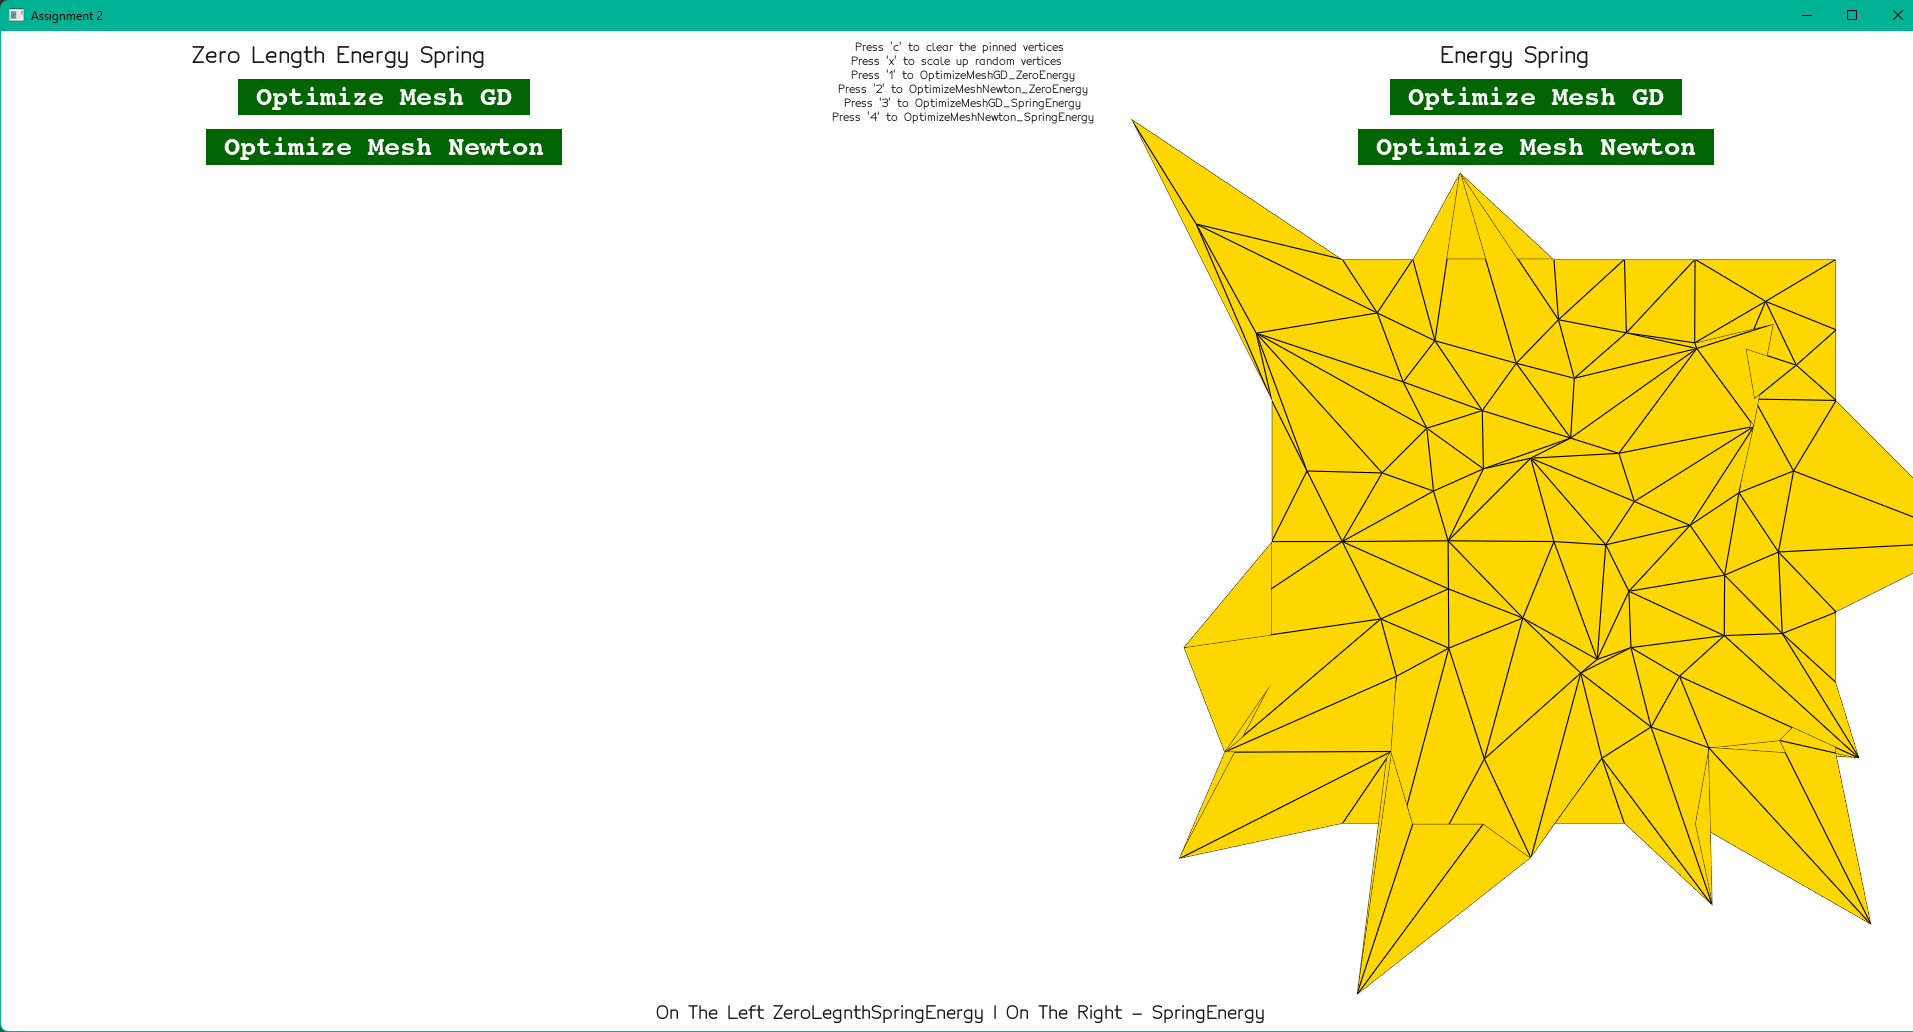 Assignment 2
Zero Length Energy Spring
Optimize Mesh GD
Optimize Mesh Newton
Press 'c' to clear the pinned vertices
Press 'x' to scale up random vertices
Press '1' to OptimizeMeshGD_ZeroEnergy
Press '2' to OptimizeMeshNewton_ZeroEnergy
Press '3' to OptimizeMeshGD_SpringEnergy
Press '4' to OptimizeMeshNewton_SpringEnergy
Energy Spring
Optimize Mesh GD
Optimize Mesh Newton
On The Left ZeroLegnthSpringEnergy | On The Right - SpringEnergy